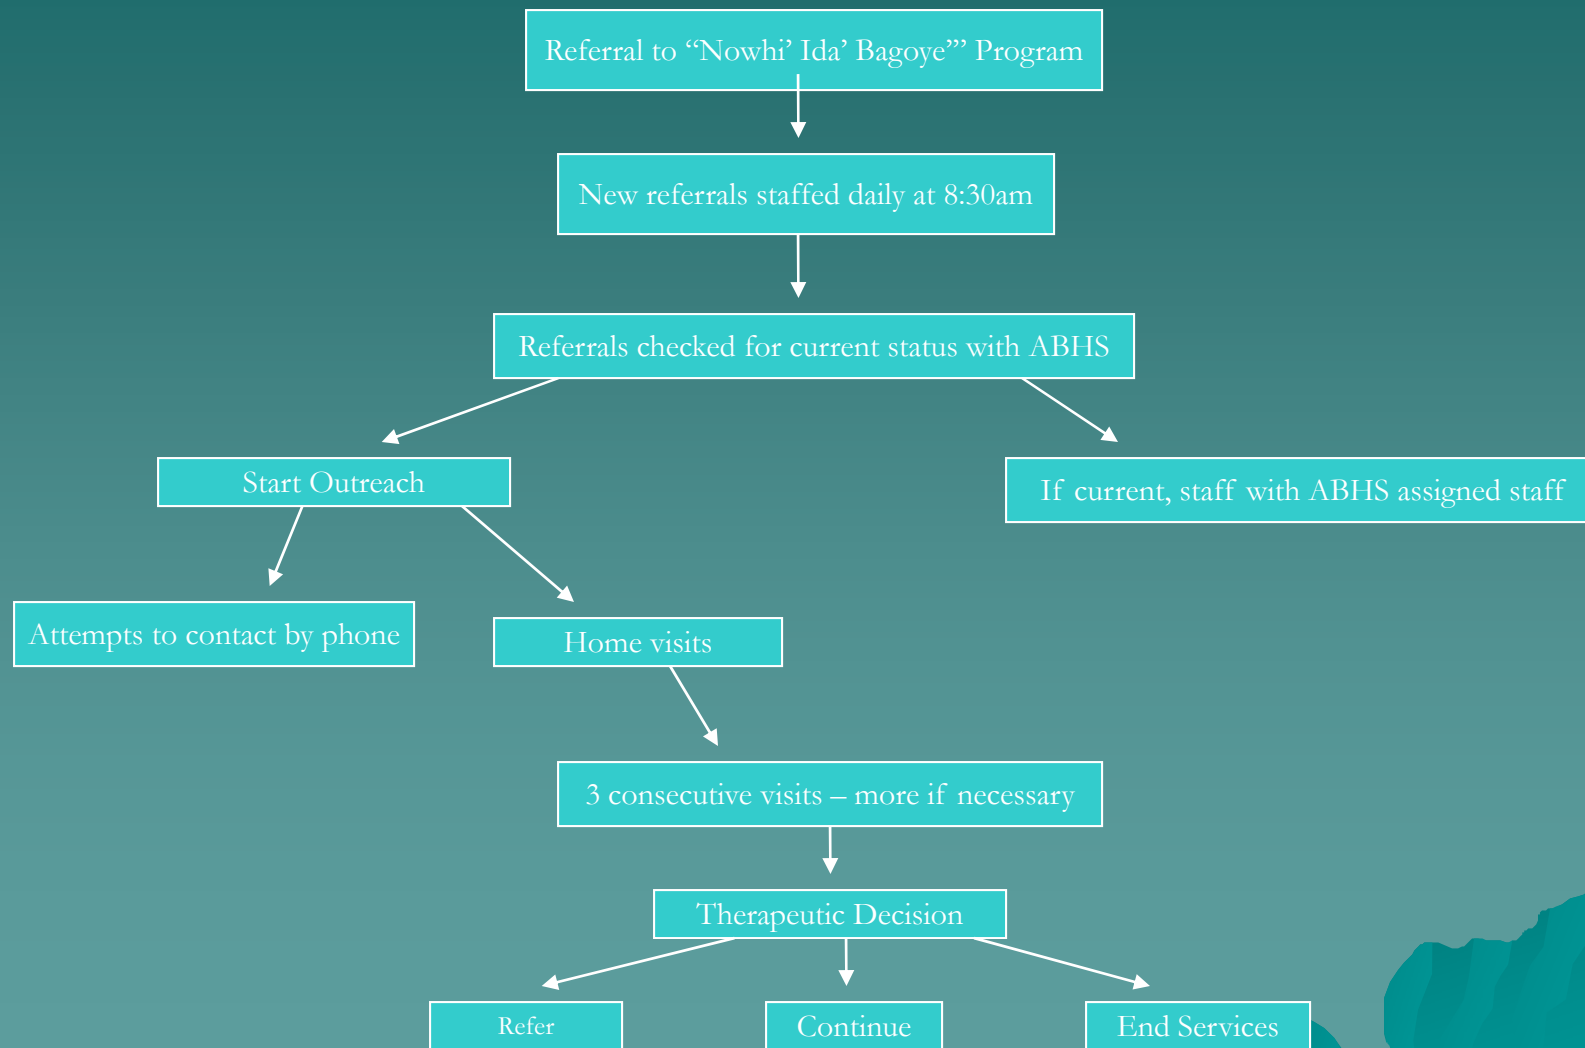 Referral to “Nowhi’ Ida’ Bagoye’” Program
New referrals staffed daily at 8:30am
Referrals checked for current status with ABHS
Start Outreach
If current, staff with ABHS assigned staff
Attempts to contact by phone
Home visits
3 consecutive visits – more if necessary
Therapeutic Decision
Refer
Continue
End Services